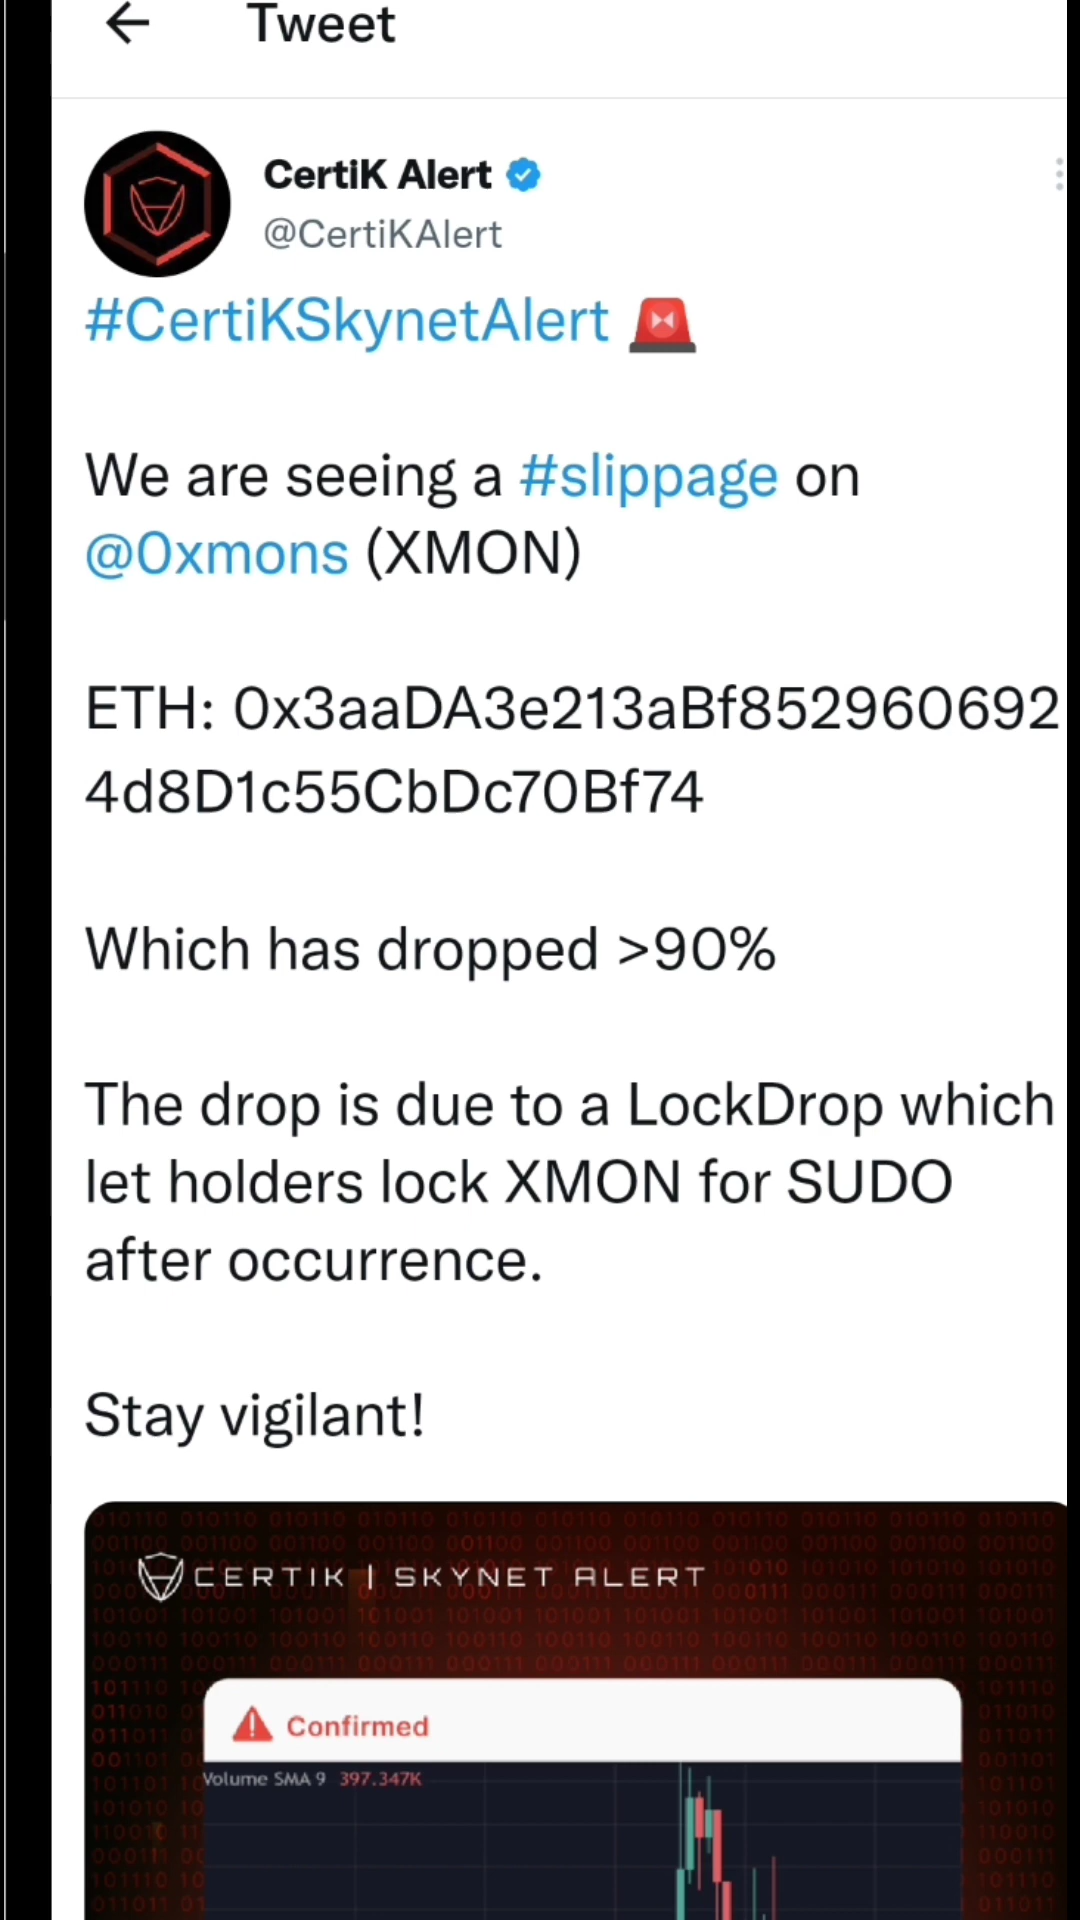 Tweet
CertiK Alert
@CertiKAlert
#CertiKSkynetAlert
We are seeing a #slippage on
@0xmons (XMON)
ETH: 0x3aaDA3e213aBf852960692
4d8D1c55CbDc70Bf74
Which has dropped >90%
The drop is due to a LockDrop which
let holders lock XMON for SUDO
after occurrence.
Stay vigilant!
CERTIK | SKYNET ALERT
Confirmed
Volume SMA 9 397.347K